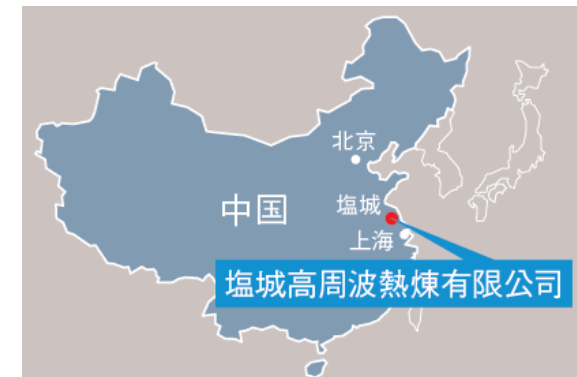 北京
中国
塩城
上海
塩城高周波熱煉有限公司